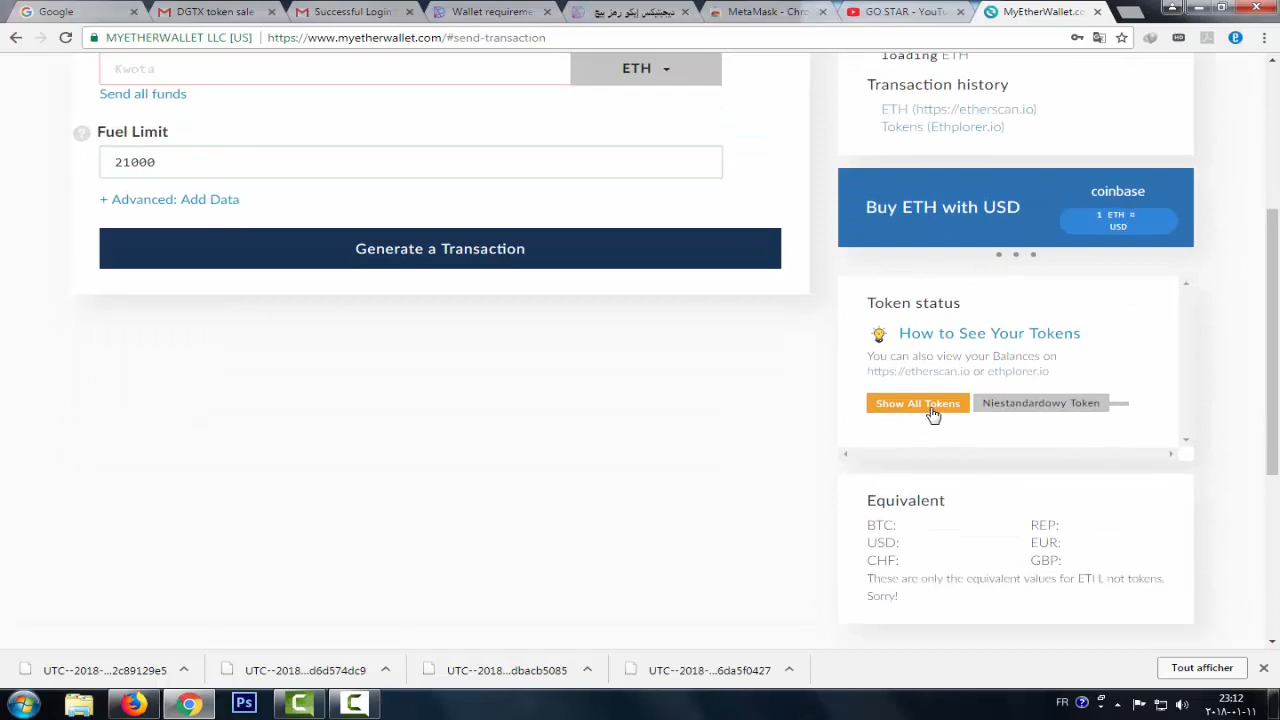 Google
DGTX token sale
Successful Login
Wallet requireme
ديجيتيكس إيكو رمز بيع
MetaMask - Chro
GO STAR - YouTu
MyEtherWallet.co
MYETHERWALLET LLC [US] https://www.myetherwallet.com/#send-transaction
Kwota
ETH
Send all funds
Fuel Limit
21000
+ Advanced: Add Data
Generate a Transaction
loading ETH
Transaction history
ETH (https://etherscan.io)
Tokens (Ethplorer.io)
Buy ETH with USD
coinbase
1 ETH ≈
USD
Token status
How to See Your Tokens
You can also view your Balances on
https://etherscan.io or ethplorer.io
Show All Tokens
Niestandardowy Token
Equivalent
BTC: REP:
USD: EUR:
CHF: GBP:
These are only the equivalent values for ETH, not tokens.
Sorry!
UTC--2018-...2c89129e5
UTC--2018...d6d574dc9
UTC--2018-...dbacb5085
UTC--2018...6da5f0427
Tout afficher
Ps
FR
23:12
٢٠١٨-٠١-١١